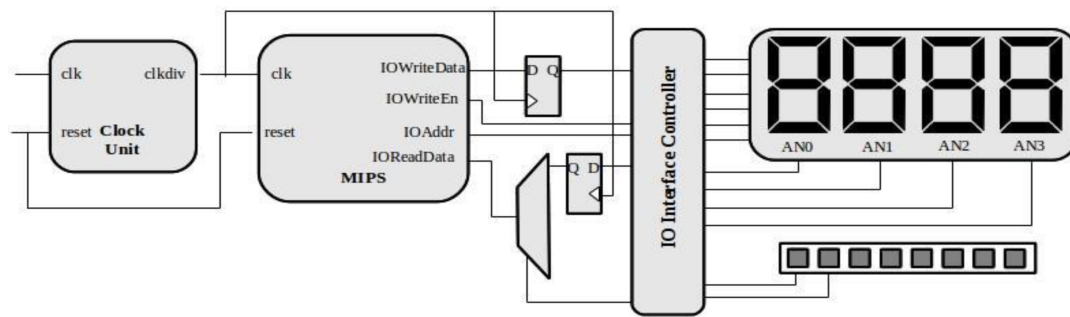 clk
clkdiv
reset
Clock
Unit
clk
reset
IOWriteData
IOWriteEn
IOAddr
IOReadData
MIPS
D Q
Q D
IO Interface Controller
AN0
AN1
AN2
AN3